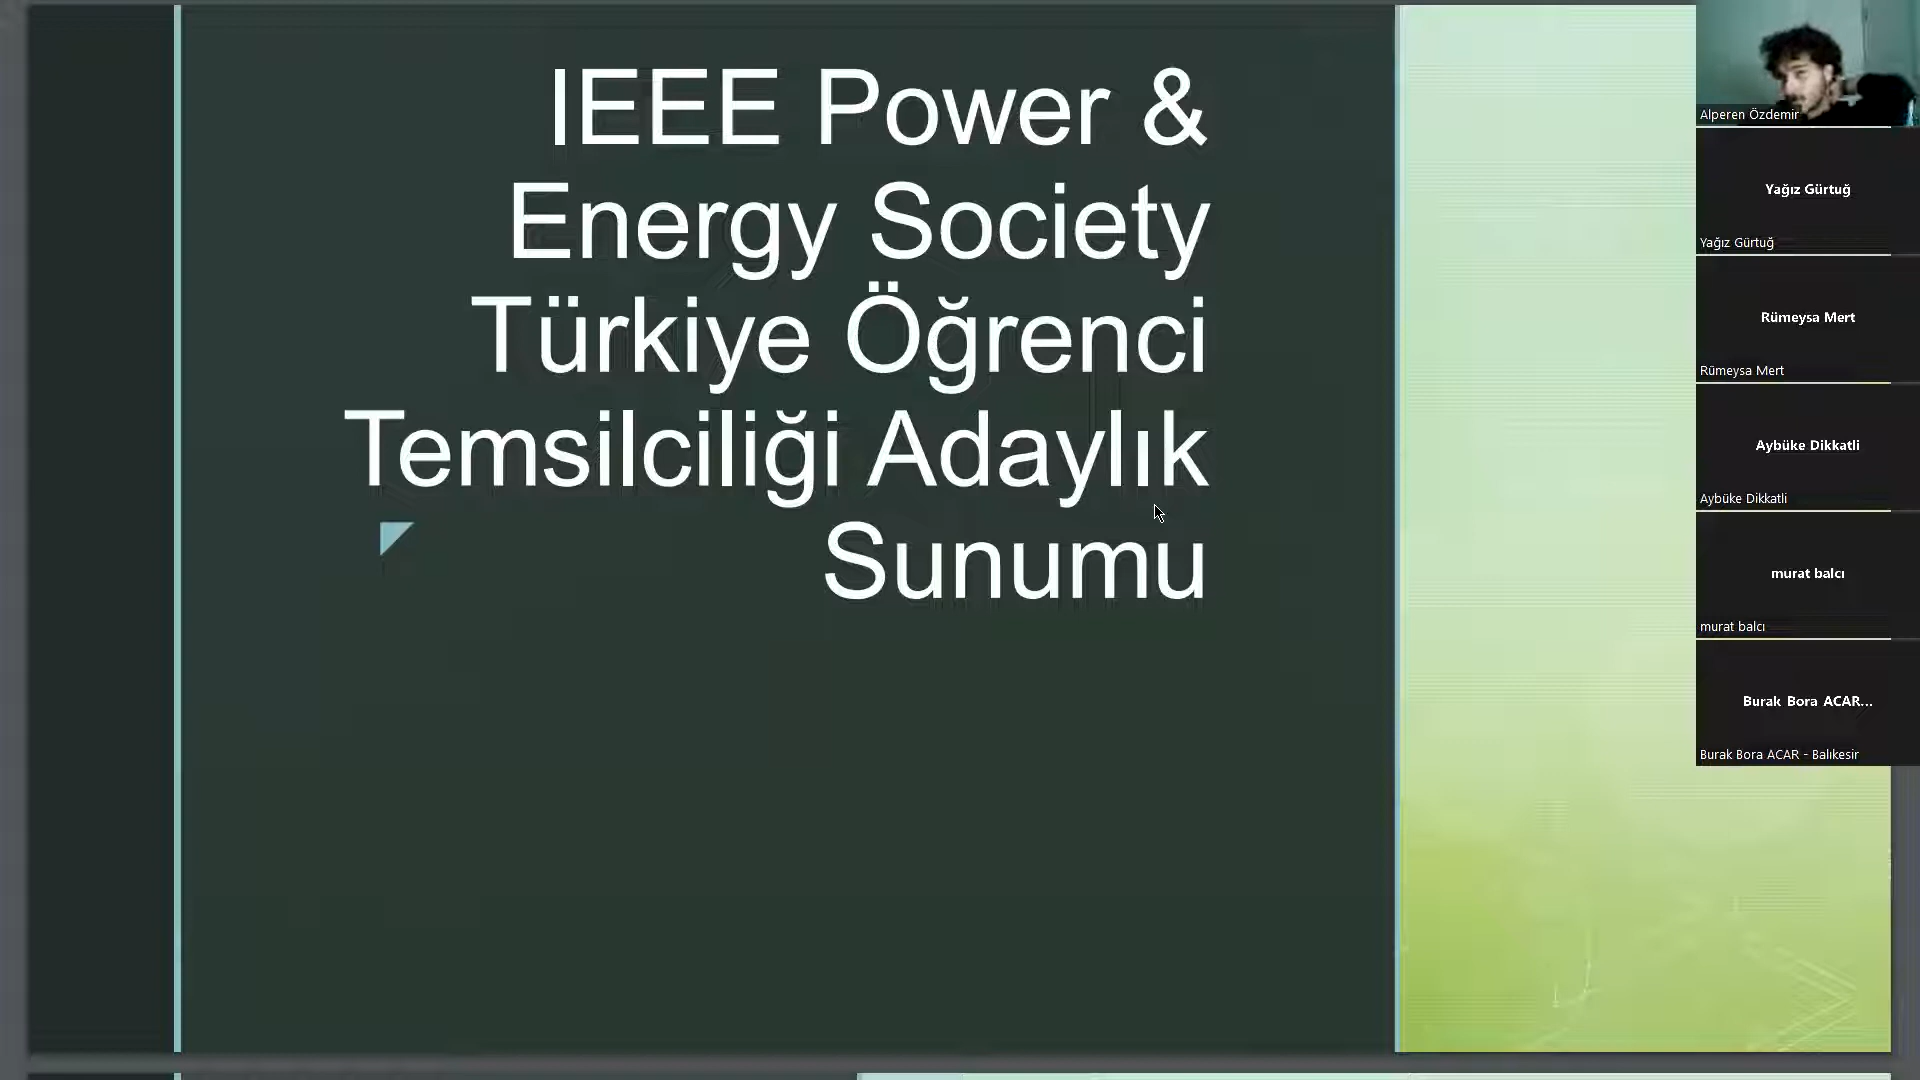 IEEE Power &
Energy Society
Türkiye Öğrenci
Temsilciliği Adaylık
Sunumu
Alperen Özdemir
Yağız Gürtuğ
Yağız Gürtuğ
Rümeysa Mert
Rümeysa Mert
Aybüke Dikkatli
Aybüke Dikkatli
murat balcı
murat balcı
Burak Bora ACAR...
Burak Bora ACAR - Balıkesir